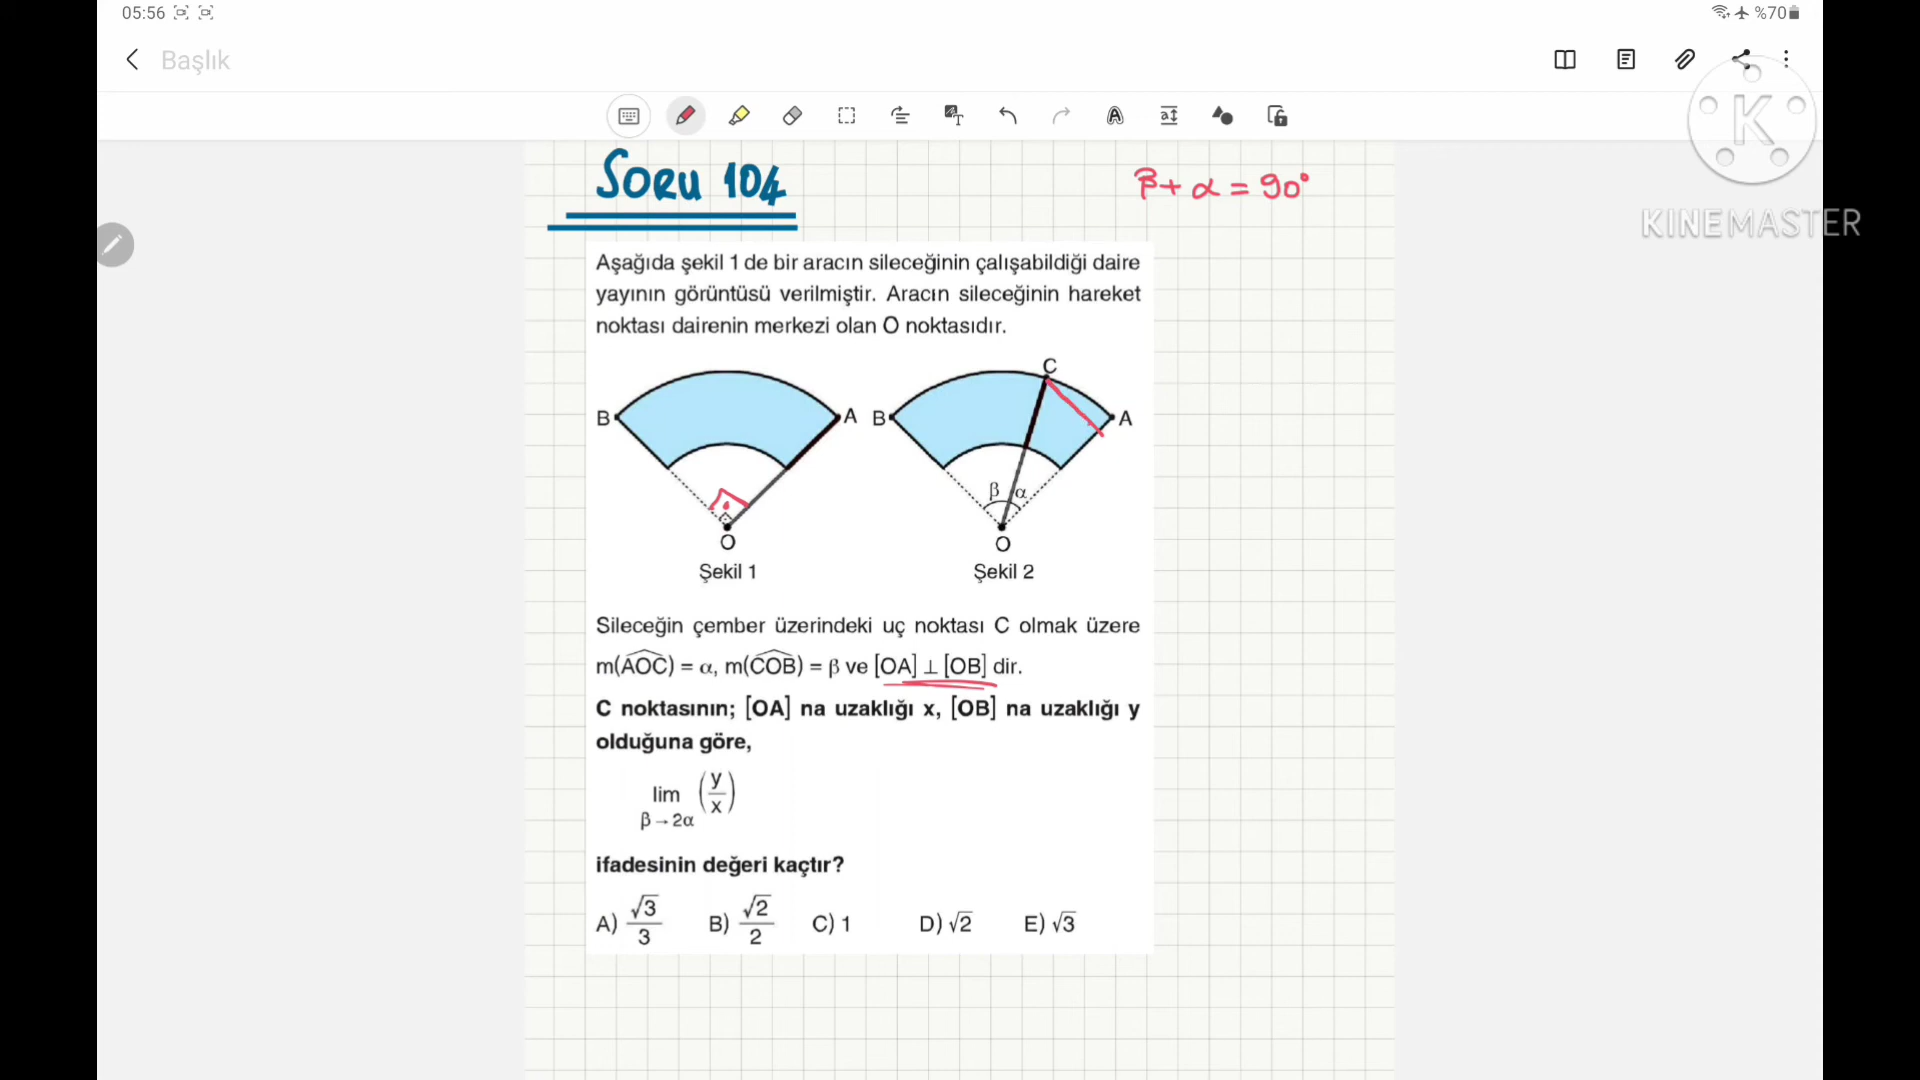 05:56
%70
Başlık
K
KINEMASTER
SORU 104
β + α = 90°
Aşağıda şekil 1 de bir aracın sileceğinin çalışabildiği daire
yayının görüntüsü verilmiştir. Aracın sileceğinin hareket
noktası dairenin merkezi olan O noktasıdır.
B A O
Şekil 1
B C A β α O
Şekil 2
Sileceğin çember üzerindeki uç noktası C olmak üzere
m(AOC) = α, m(COB) = β ve [OA] ⊥ [OB] dir.
C noktasının; [OA] na uzaklığı x, [OB] na uzaklığı y
olduğuna göre,
lim (y/x)
β → 2α
ifadesinin değeri kaçtır?
A) √3/3 B) √2/2 C) 1 D) √2 E) √3